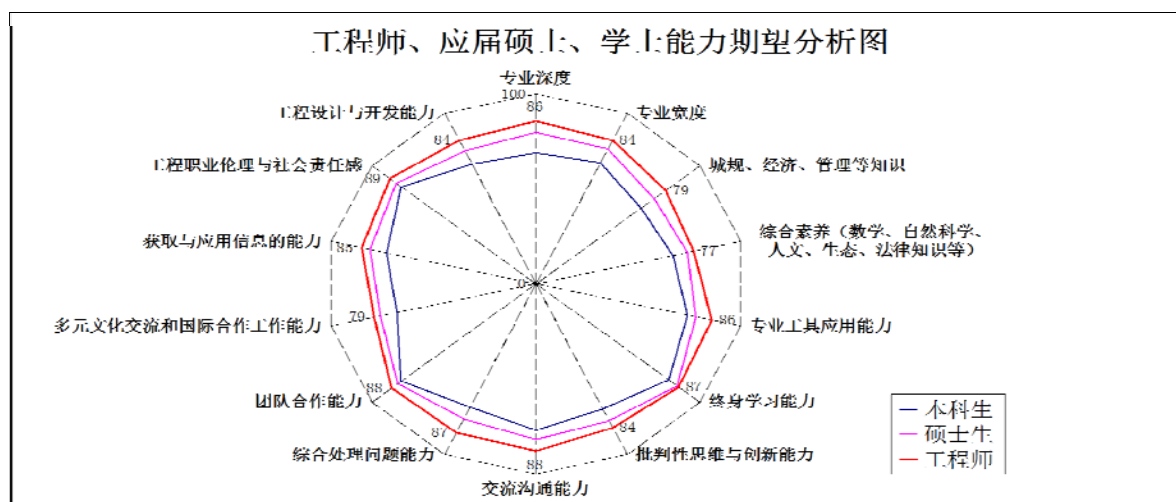 工程师、应届硕士、学士能力期望分析图
专业深度
100
86
专业宽度
84
城规、经济、管理等知识
79
综合素养（数学、自然科学、
人文、生态、法律知识等）
77
专业工具应用能力
86
终身学习能力
87
批判性思维与创新能力
84
交流沟通能力
88
综合处理问题能力
87
团队合作能力
88
多元文化交流和国际合作工作能力
79
获取与应用信息的能力
85
工程职业伦理与社会责任感
89
工程设计与开发能力
84
0
本科生
硕士生
工程师